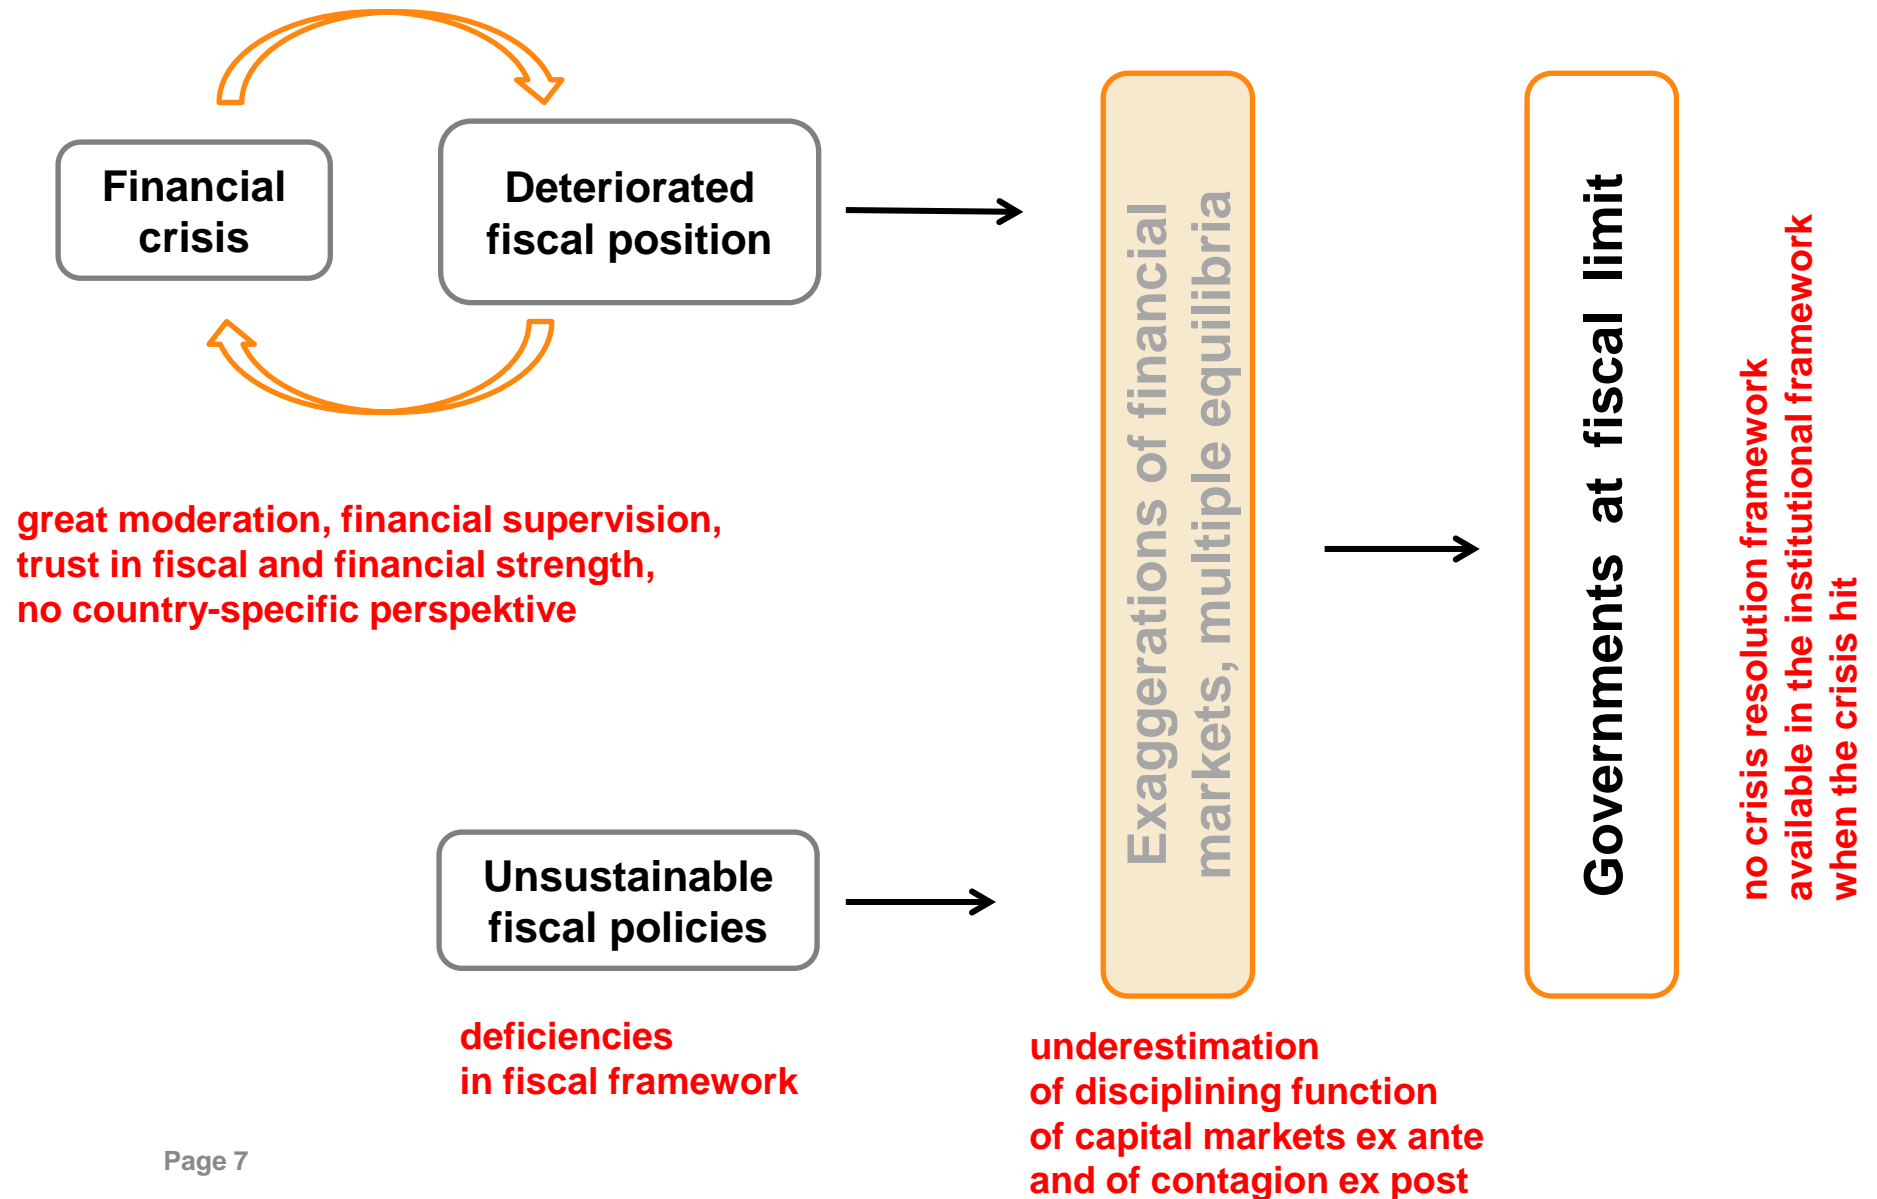 Financial
crisis
Deteriorated
fiscal position
great moderation, financial supervision,
trust in fiscal and financial strength,
no country-specific perspektive
Unsustainable
fiscal policies
deficiencies
in fiscal framework
Exaggerations of financial
markets, multiple equilibria
underestimation
of disciplining function
of capital markets ex ante
and of contagion ex post
Governments at fiscal limit
no crisis resolution framework
available in the institutional framework
when the crisis hit
Page 7